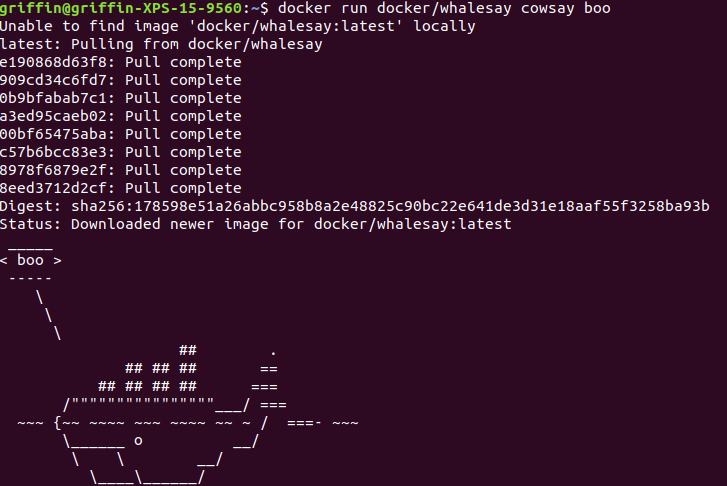 griffin@griffin-XPS-15-9560:~$ docker run docker/whalesay cowsay boo
Unable to find image 'docker/whalesay:latest' locally
latest: Pulling from docker/whalesay
e190868d63f8: Pull complete
909cd34c6fd7: Pull complete
0b9bfabab7c1: Pull complete
a3ed95caeb02: Pull complete
00bf65475aba: Pull complete
c57b6bcc83e3: Pull complete
8978f6879e2f: Pull complete
8eed3712d2cf: Pull complete
Digest: sha256:178598e51a26abbc958b8a2e48825c90bc22e641de3d31e18aaf55f3258ba93b
Status: Downloaded newer image for docker/whalesay:latest
 _____
< boo >
 -----
    \
     \
      \
                    ##        .
              ## ## ##       ==
           ## ## ## ##      ===
       /""""""""""""""""___/ ===
  ~~~ {~~ ~~~~ ~~~ ~~~~ ~~ ~ /  ===- ~~~
       \______ o          __/
        \    \        __/
          \____\______/